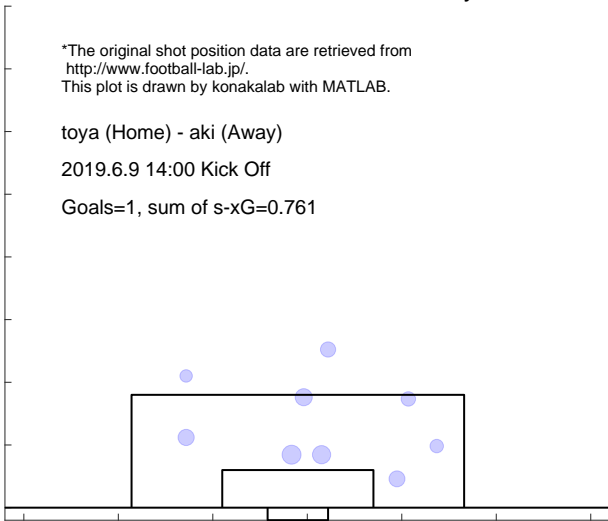 *The original shot position data are retrieved from
http://www.football-lab.jp/.
This plot is drawn by konakalab with MATLAB.
toya (Home) - aki (Away)
2019.6.9 14:00 Kick Off
Goals=1, sum of s-xG=0.761